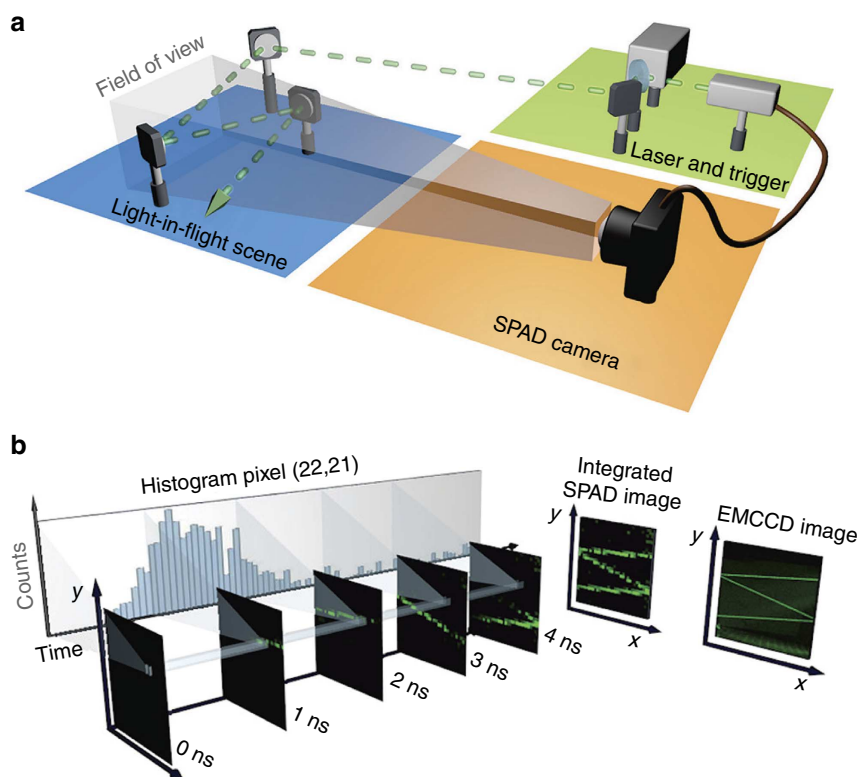 a
Field of view
Laser and trigger
Light-in-flight scene
SPAD camera
b
Histogram pixel (22,21)
Counts
Time
y
0 ns
1 ns
2 ns
3 ns
4 ns
Integrated
SPAD image
y
x
EMCCD image
y
x